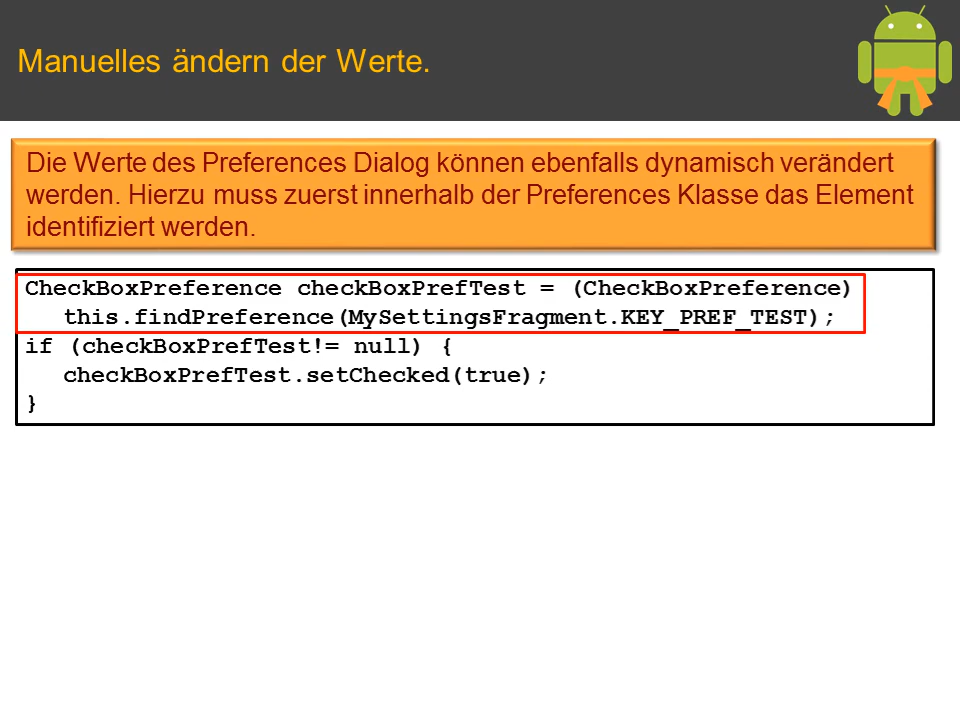 Manuelles ändern der Werte.
Die Werte des Preferences Dialog können ebenfalls dynamisch verändert
werden. Hierzu muss zuerst innerhalb der Preferences Klasse das Element
identifiziert werden.
CheckBoxPreference checkBoxPrefTest = (CheckBoxPreference)
this.findPreference(MySettingsFragment.KEY_PREF_TEST);
if (checkBoxPrefTest!= null) {
checkBoxPrefTest.setChecked(true);
}